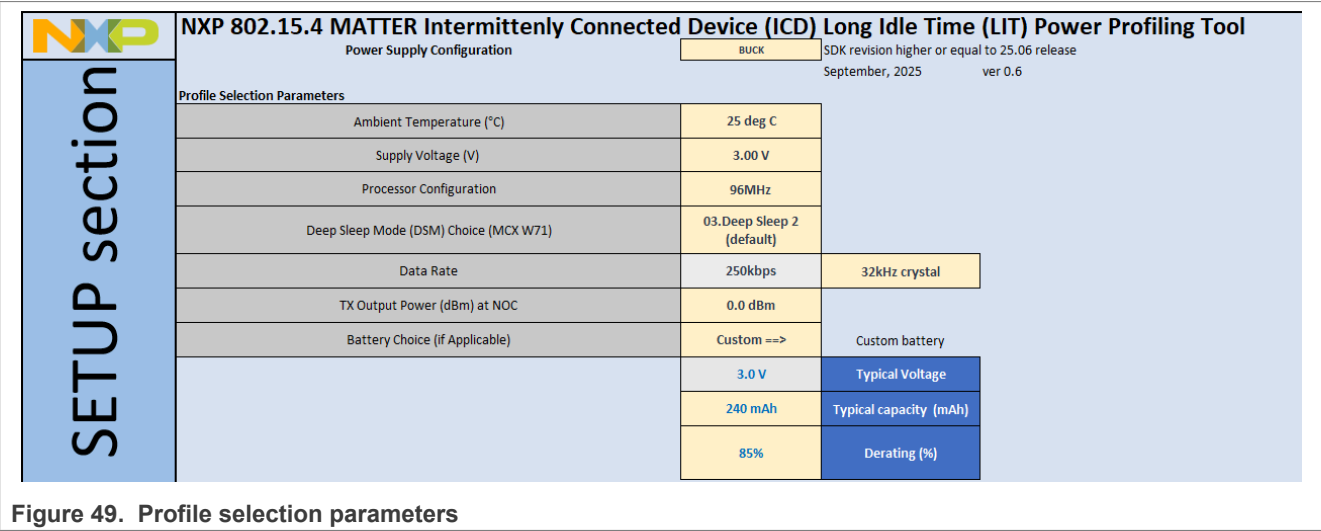 NXP
NXP 802.15.4 MATTER Intermittenly Connected Device (ICD) Long Idle Time (LIT) Power Profiling Tool
Power Supply Configuration BUCK SDK revision higher or equal to 25.06 release
September, 2025 ver 0.6
SETUP section
Profile Selection Parameters
Ambient Temperature (°C) 25 deg C
Supply Voltage (V) 3.00 V
Processor Configuration 96MHz
Deep Sleep Mode (DSM) Choice (MCX W71) 03.Deep Sleep 2
(default)
Data Rate 250kbps 32kHz crystal
TX Output Power (dBm) at NOC 0.0 dBm
Battery Choice (if Applicable) Custom ==> Custom battery
3.0 V Typical Voltage
240 mAh Typical capacity (mAh)
85% Derating (%)
Figure 49. Profile selection parameters